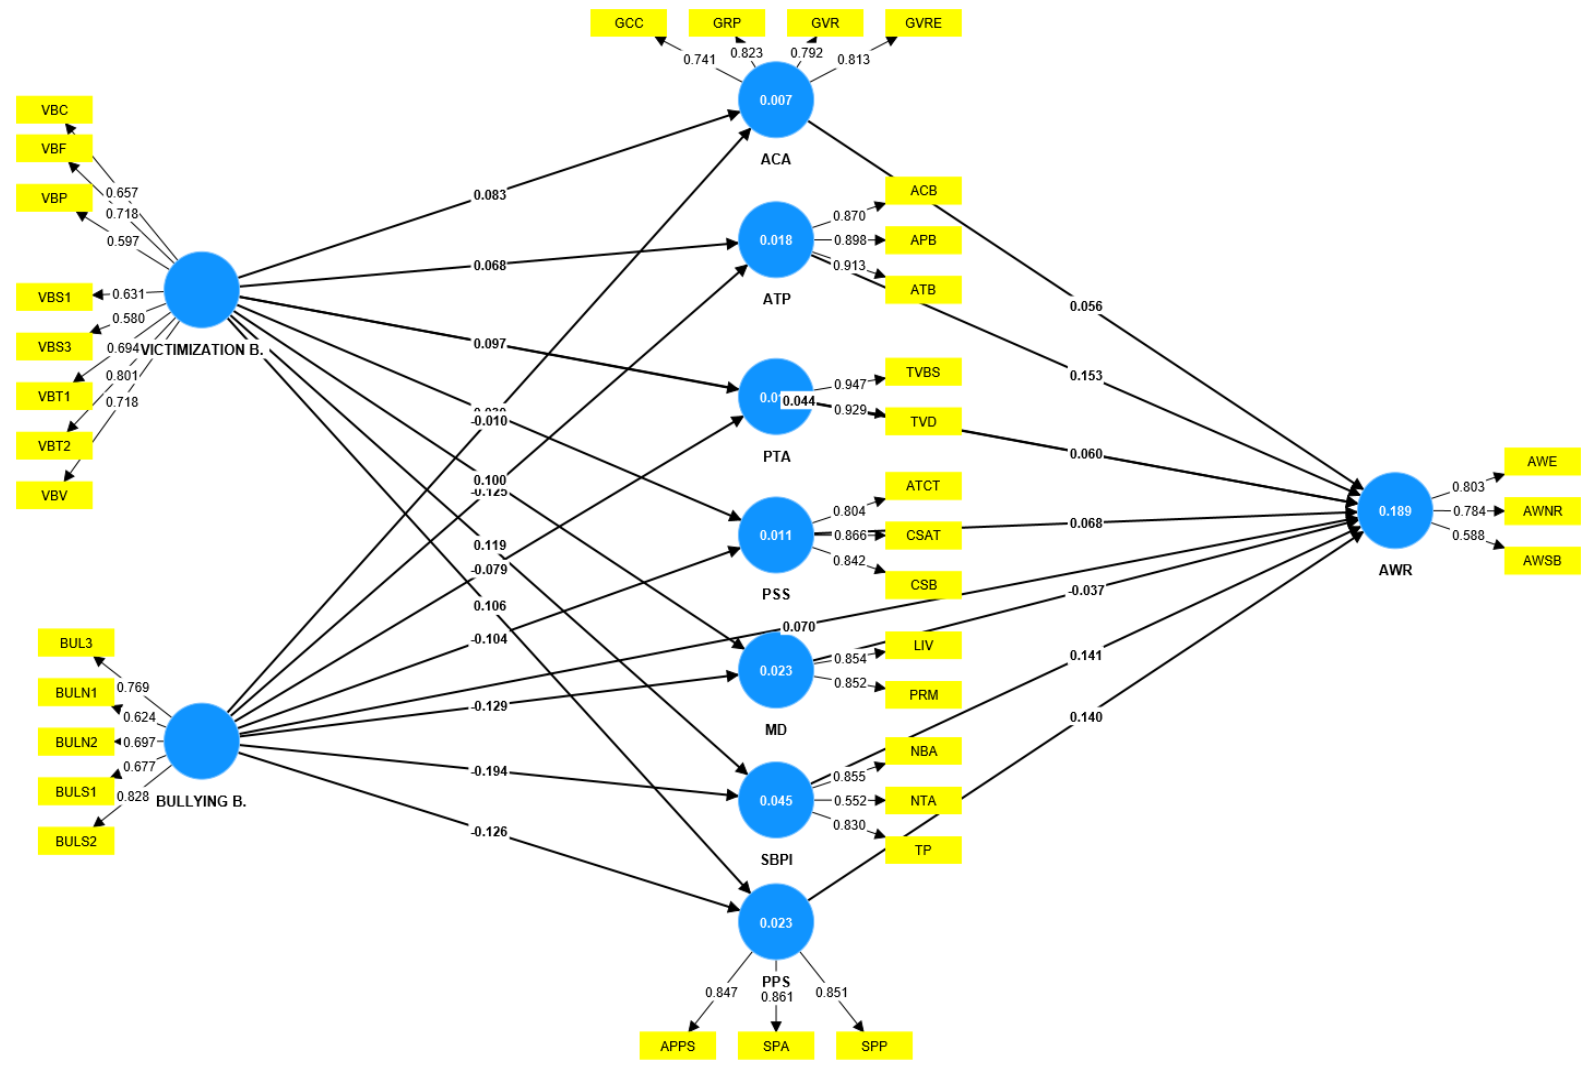 GCC GRP GVR GVRE
0.741 0.823 0.792 0.813
0.007
ACA
VBC
VBF
VBP
0.657
0.718
0.597
VBS1 0.631
VBS3 0.580
VBT1 0.694
VBT2 0.801
VBV 0.718
VICTIMIZATION B.
0.083
0.068
0.097
-0.010
0.100
-0.125
0.119
-0.079
0.106
-0.104
-0.129
-0.194
-0.126
BUL3 0.769
BULN1 0.624
BULN2 0.697
BULS1 0.677
BULS2 0.828
BULLYING B.
0.018
ATP
0.870 ACB
0.898 APB
0.913 ATB
0.044
PTA
0.947 TVBS
0.929 TVD
0.011
PSS
0.804 ATCT
0.866 CSAT
0.842 CSB
0.070
0.023
MD
0.854 LIV
0.852 PRM
0.045
SBPI
0.855 NBA
0.552 NTA
0.830 TP
0.023
PPS
0.847 0.861 0.851
APPS SPA SPP
0.056
0.153
0.060
0.068
-0.037
0.141
0.140
0.189
AWR
0.803 AWE
0.784 AWNR
0.588 AWSB